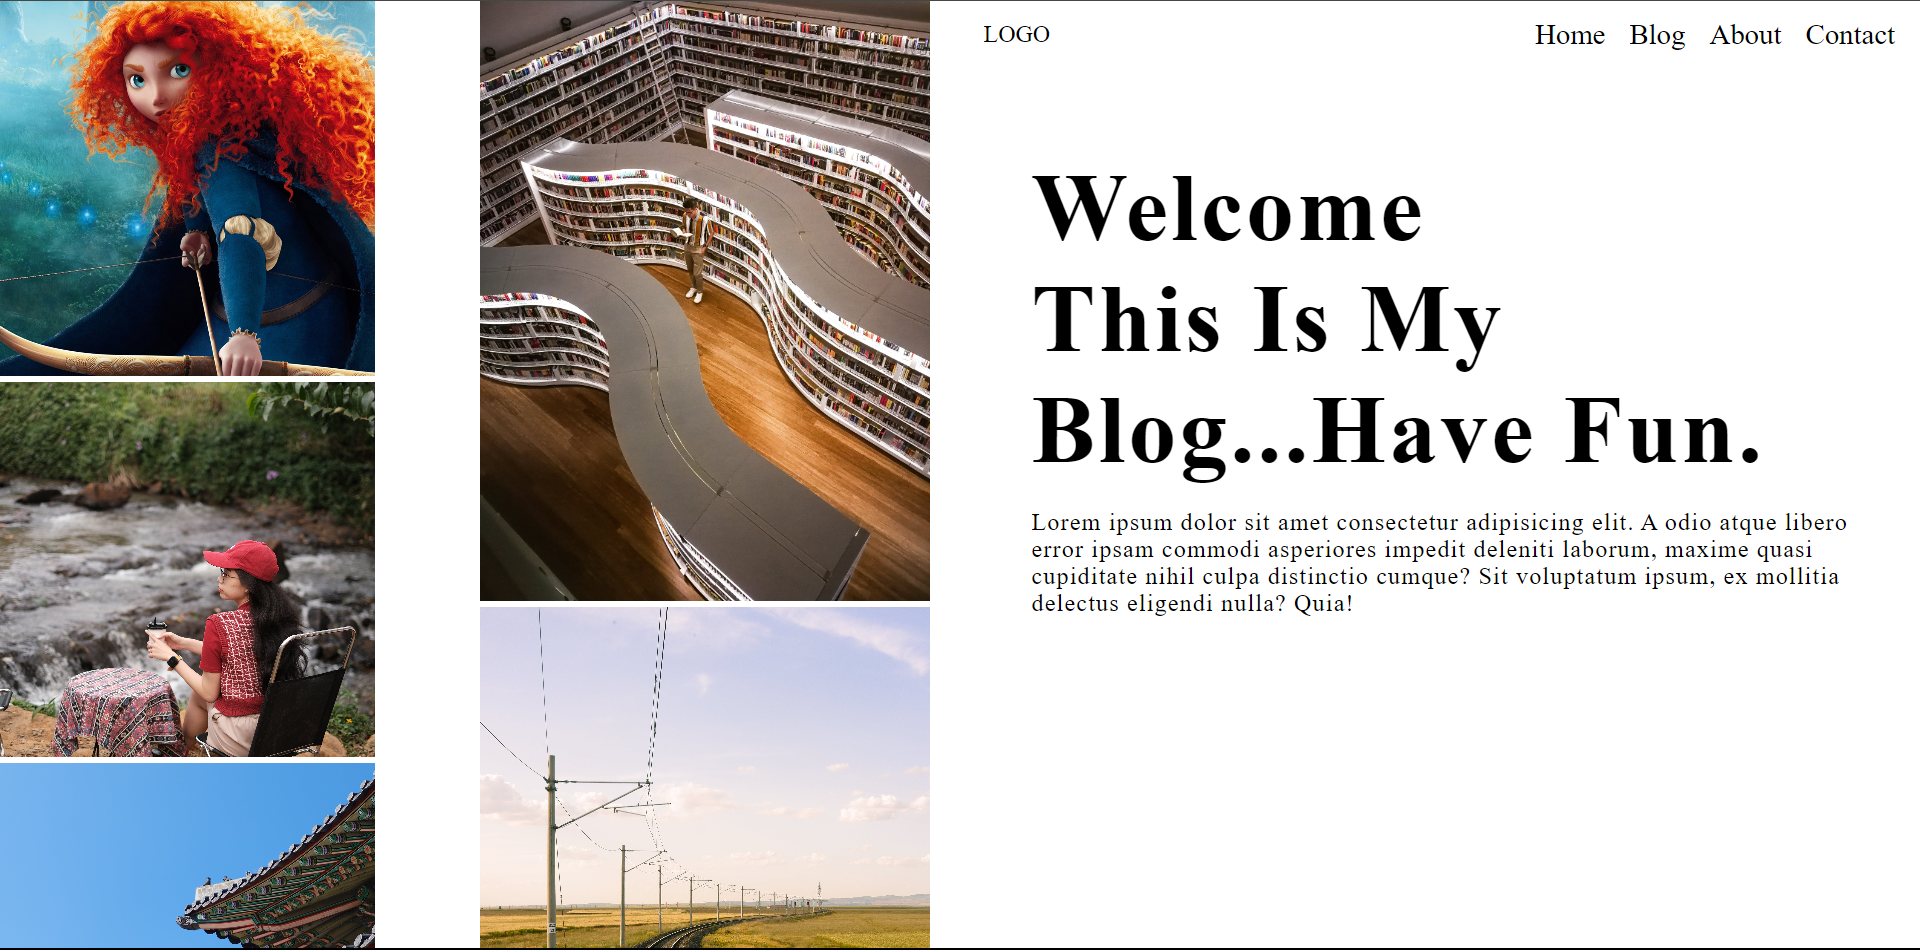 LOGO
Home Blog About Contact
Welcome
This Is My
Blog...Have Fun.
Lorem ipsum dolor sit amet consectetur adipisicing elit. A odio atque libero
error ipsam commodi asperiores impedit deleniti laborum, maxime quasi
cupiditate nihil culpa distinctio cumque? Sit voluptatum ipsum, ex mollitia
delectus eligendi nulla? Quia!